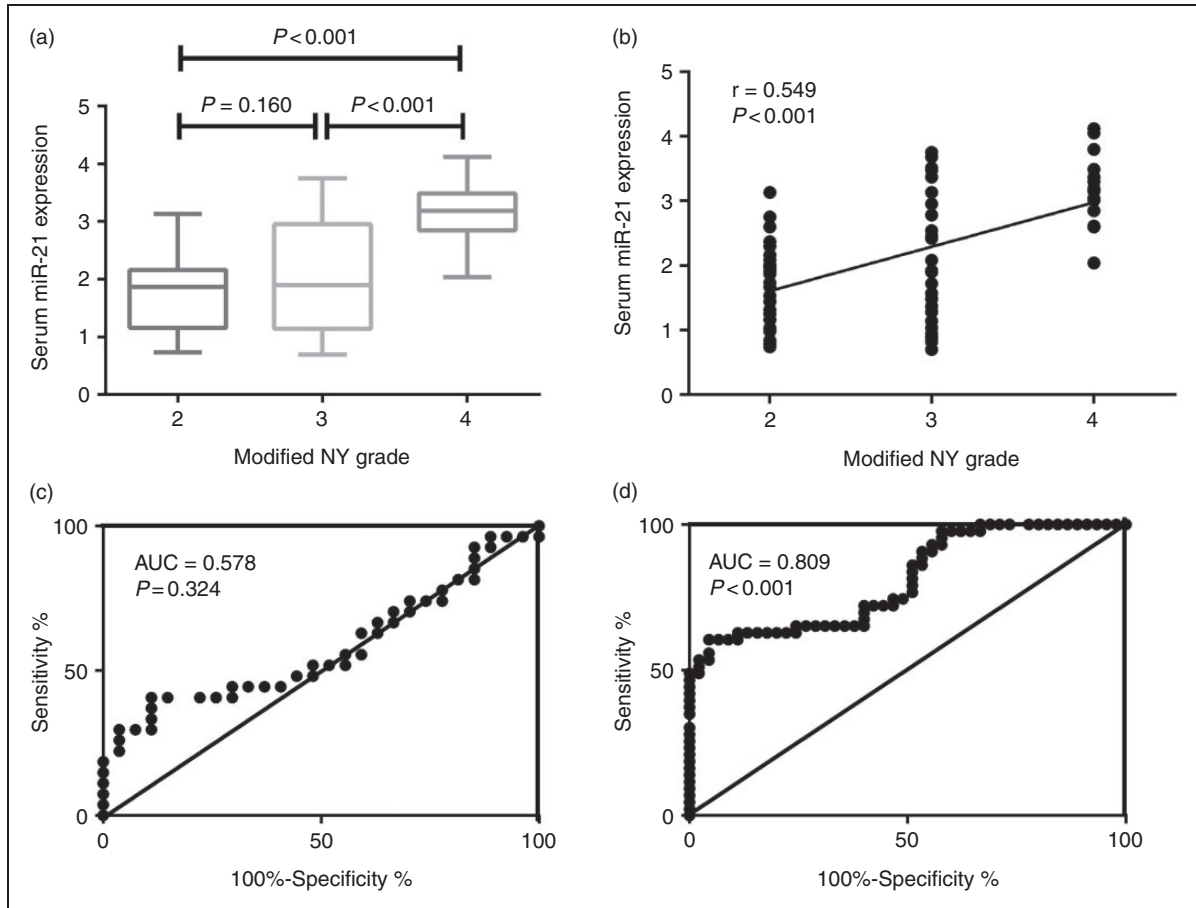 (a)
P < 0.001
P = 0.160
P < 0.001
5
4
3
2
1
0
Serum miR-21 expression
2
3
4
Modified NY grade
(b)
r = 0.549
P < 0.001
5
4
3
2
1
0
Serum miR-21 expression
2
3
4
Modified NY grade
(c)
AUC = 0.578
P = 0.324
100
50
0
Sensitivity %
0
50
100
100%-Specificity %
(d)
AUC = 0.809
P < 0.001
100
50
0
Sensitivity %
0
50
100
100%-Specificity %